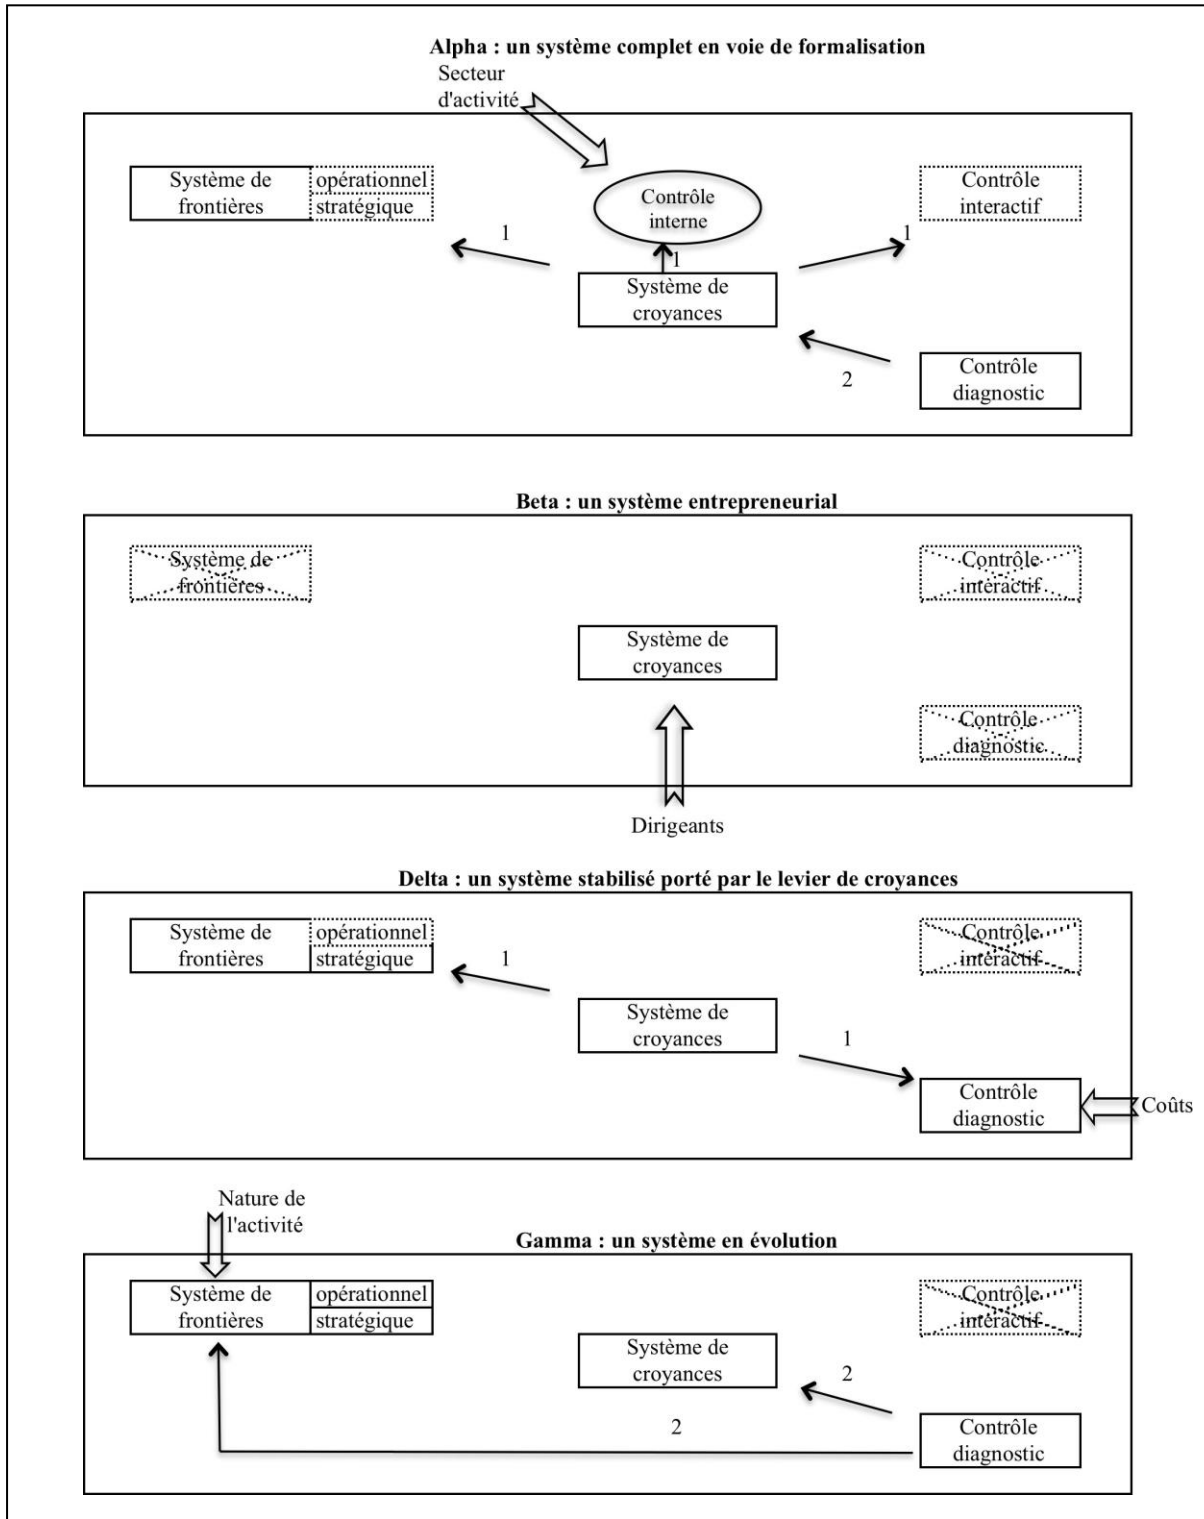 Alpha : un système complet en voie de formalisation
Secteur
d'activité
Système de
frontières
opérationnel
stratégique
Contrôle
interne
Contrôle
interactif
1
1
1
Système de
croyances
2
Contrôle
diagnostic
Beta : un système entrepreneurial
Système de
frontières
Contrôle
interactif
Système de
croyances
Contrôle
diagnostic
Dirigeants
Delta : un système stabilisé porté par le levier de croyances
Système de
frontières
opérationnel
stratégique
Contrôle
interactif
1
Système de
croyances
1
Contrôle
diagnostic
Coûts
Nature de
l'activité
Gamma : un système en évolution
Système de
frontières
opérationnel
stratégique
Contrôle
interactif
Système de
croyances
2
2
Contrôle
diagnostic